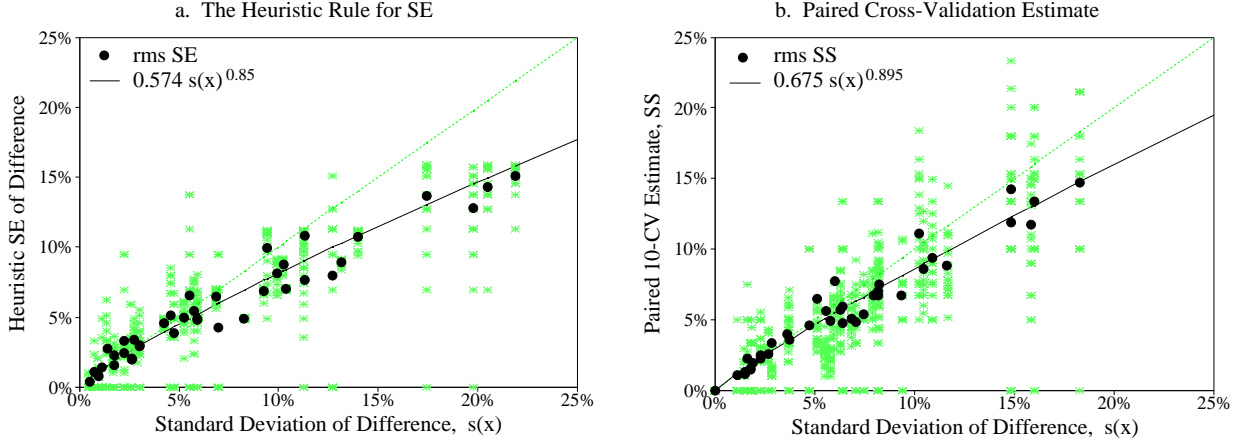 a. The Heuristic Rule for SE
25%
20%
15%
10%
5%
0%
Heuristic SE of Difference
rms SE
0.574 s(x)^0.85
0% 5% 10% 15% 20% 25%
Standard Deviation of Difference, s(x)
b. Paired Cross-Validation Estimate
25%
20%
15%
10%
5%
0%
Paired 10-CV Estimate, SS
rms SS
0.675 s(x)^0.895
0% 5% 10% 15% 20% 25%
Standard Deviation of Difference, s(x)